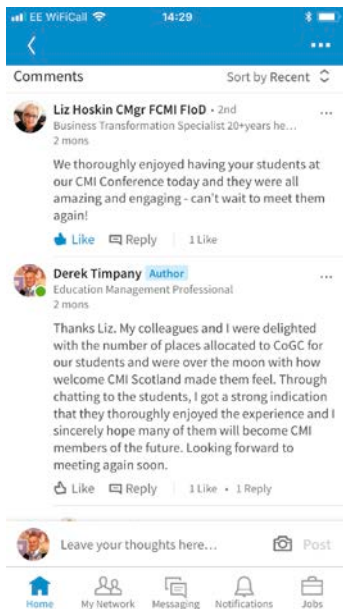 EE WiFiCall 14:29
Comments Sort by Recent
Liz Hoskin CMgr FCMI FIoD • 2nd
Business Transformation Specialist 20+years he...
2 mons
We thoroughly enjoyed having your students at
our CMI Conference today and they were all
amazing and engaging - can't wait to meet them
again!
Like Reply 1 Like
Derek Timpany Author
Education Management Professional
2 mons
Thanks Liz. My colleagues and I were delighted
with the number of places allocated to CoGC for
our students and were over the moon with how
welcome CMI Scotland made them feel. Through
chatting to the students, I got a strong indication
that they thoroughly enjoyed the experience and I
sincerely hope many of them will become CMI
members of the future. Looking forward to
meeting again soon.
Like Reply 1 Like • 1 Reply
Leave your thoughts here... Post
Home My Network Messaging Notifications Jobs